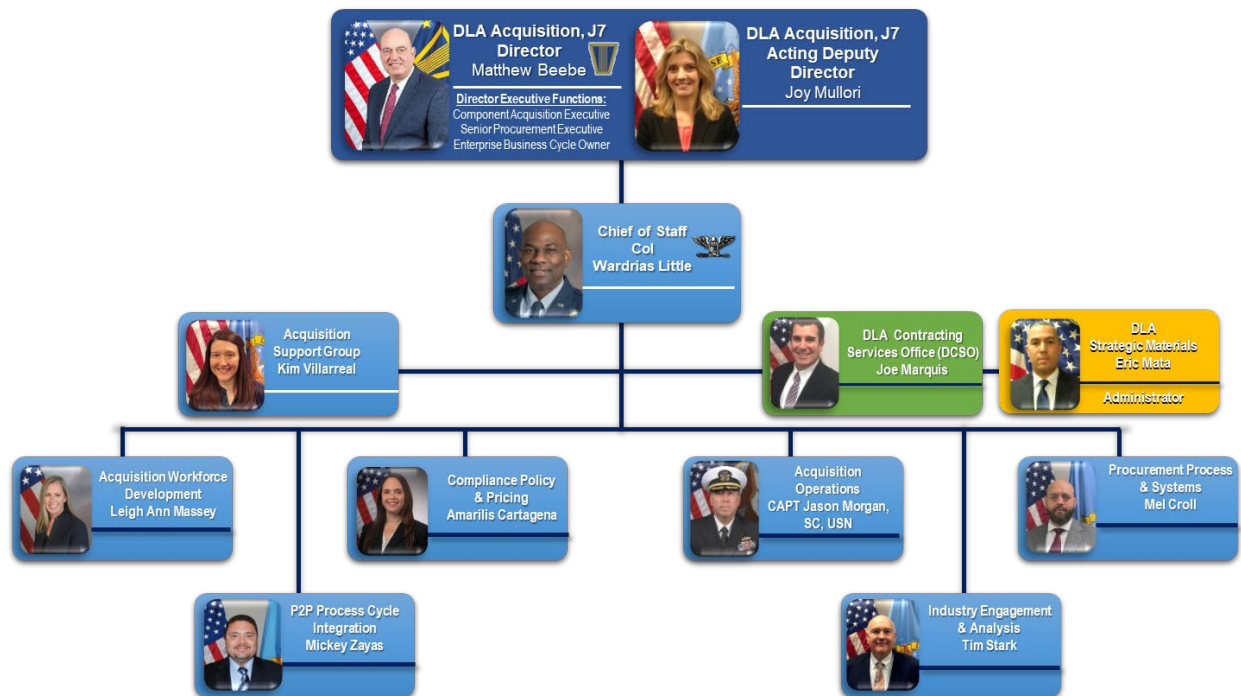 DLA Acquisition, J7
Director
Matthew Beebe
Director Executive Functions:
Component Acquisition Executive
Senior Procurement Executive
Enterprise Business Cycle Owner
DLA Acquisition, J7
Acting Deputy
Director
Joy Mullori
Chief of Staff
Col
Wardrias Little
Acquisition
Support Group
Kim Villarreal
DLA Contracting
Services Office (DCSO)
Joe Marquis
DLA
Strategic Materials
Eric Mata
Administrator
Acquisition Workforce
Development
Leigh Ann Massey
Compliance Policy
& Pricing
Amarilis Cartagena
Acquisition
Operations
CAPT Jason Morgan,
SC, USN
Procurement Process
& Systems
Mel Croll
P2P Process Cycle
Integration
Mickey Zayas
Industry Engagement
& Analysis
Tim Stark